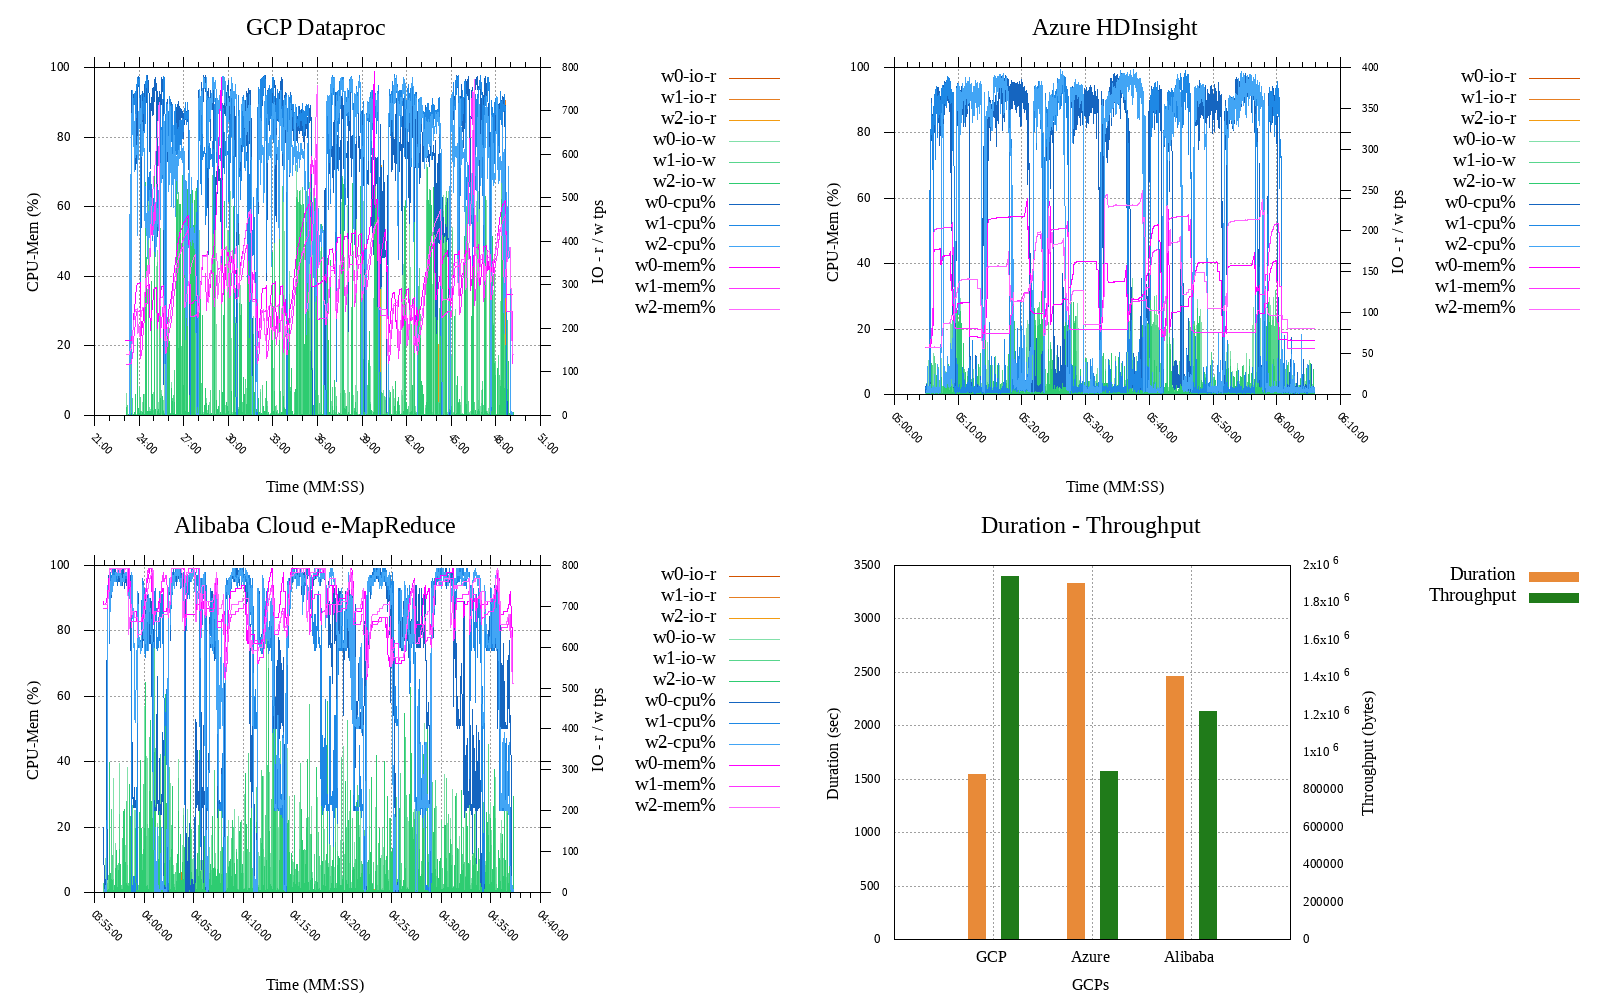 GCP Dataproc
100
80
60
40
20
0
CPU-Mem (%)
800
700
600
500
400
300
200
100
0
IO - r / w tps
21:00
24:00
27:00
30:00
33:00
36:00
39:00
42:00
45:00
48:00
51:00
Time (MM:SS)
w0-io-r
w1-io-r
w2-io-r
w0-io-w
w1-io-w
w2-io-w
w0-cpu%
w1-cpu%
w2-cpu%
w0-mem%
w1-mem%
w2-mem%
Azure HDInsight
100
80
60
40
20
0
CPU-Mem (%)
400
350
300
250
200
150
100
50
0
IO - r / w tps
05:00:00
05:10:00
05:20:00
05:30:00
05:40:00
05:50:00
06:00:00
06:10:00
Time (MM:SS)
w0-io-r
w1-io-r
w2-io-r
w0-io-w
w1-io-w
w2-io-w
w0-cpu%
w1-cpu%
w2-cpu%
w0-mem%
w1-mem%
w2-mem%
Alibaba Cloud e-MapReduce
100
80
60
40
20
0
CPU-Mem (%)
800
700
600
500
400
300
200
100
0
IO - r / w tps
03:55:00
04:00:00
04:05:00
04:10:00
04:15:00
04:20:00
04:25:00
04:30:00
04:35:00
04:40:00
Time (MM:SS)
w0-io-r
w1-io-r
w2-io-r
w0-io-w
w1-io-w
w2-io-w
w0-cpu%
w1-cpu%
w2-cpu%
w0-mem%
w1-mem%
w2-mem%
Duration - Throughput
3500
3000
2500
2000
1500
1000
500
0
Duration (sec)
2x10 6
1.8x10 6
1.6x10 6
1.4x10 6
1.2x10 6
1x10 6
800000
600000
400000
200000
0
Throughput (bytes)
GCP
Azure
Alibaba
GCPs
Duration
Throughput